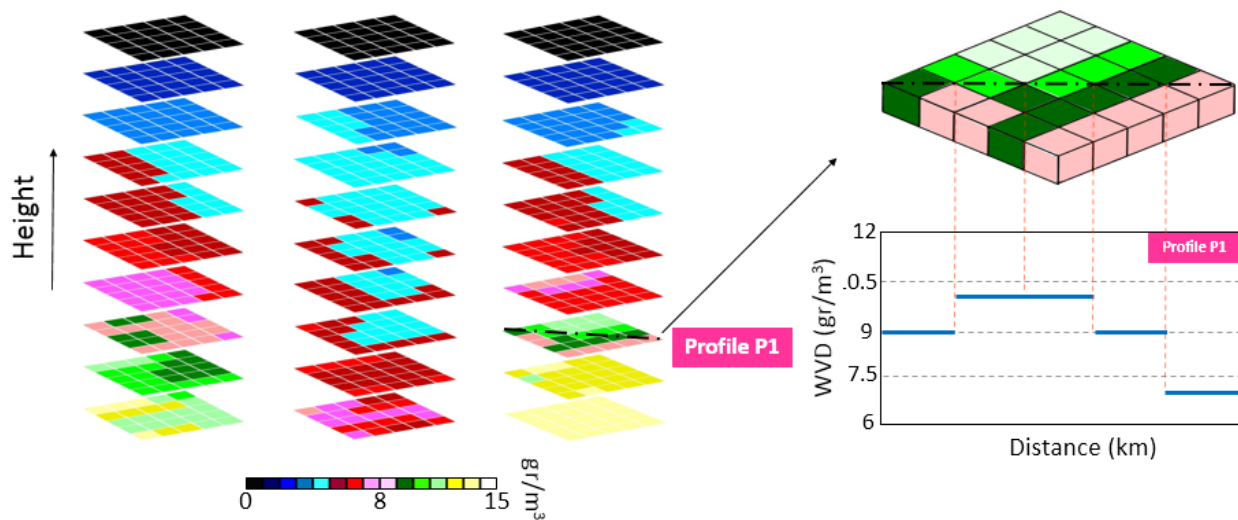 Height
Profile P1
0
8
15
gr/m³
12
.0.5
9
7.5
6
WVD (gr/m³)
Profile P1
Distance (km)